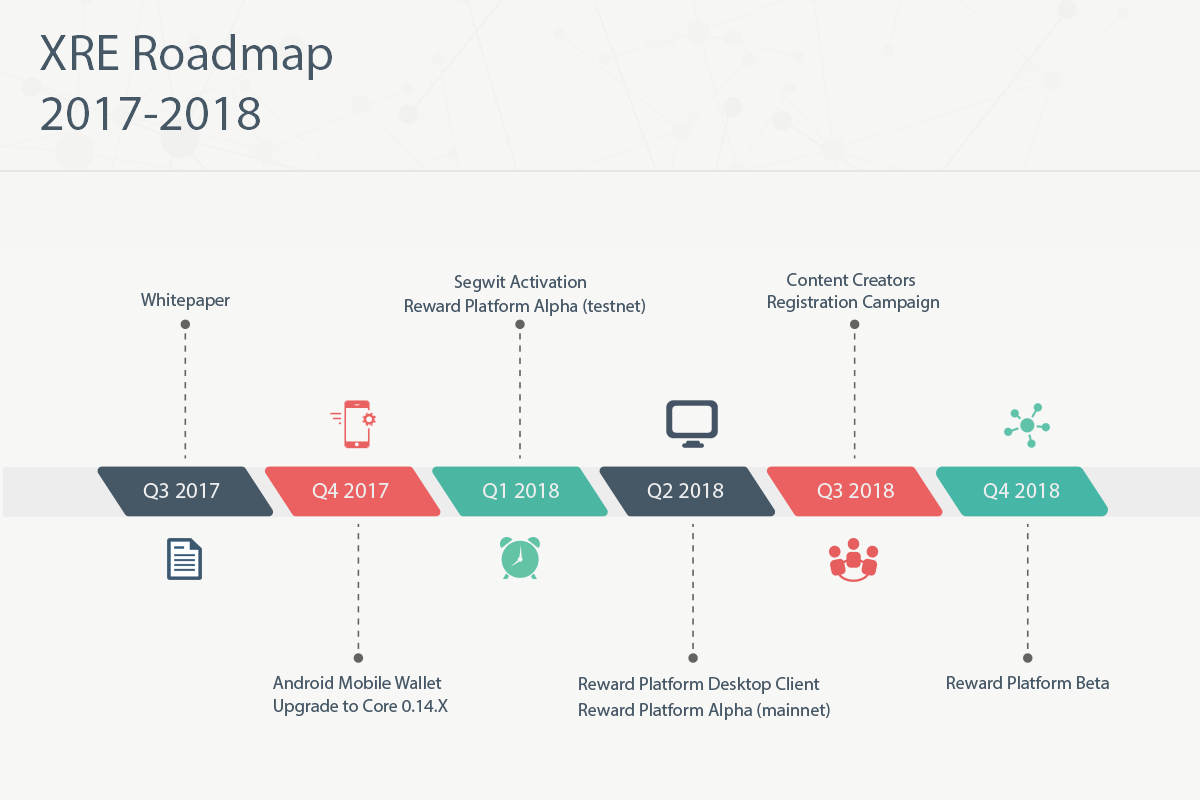 XRE Roadmap
2017-2018
Whitepaper
Segwit Activation
Reward Platform Alpha (testnet)
Content Creators
Registration Campaign
Q3 2017
Q4 2017
Q1 2018
Q2 2018
Q3 2018
Q4 2018
Android Mobile Wallet
Upgrade to Core 0.14.X
Reward Platform Desktop Client
Reward Platform Alpha (mainnet)
Reward Platform Beta